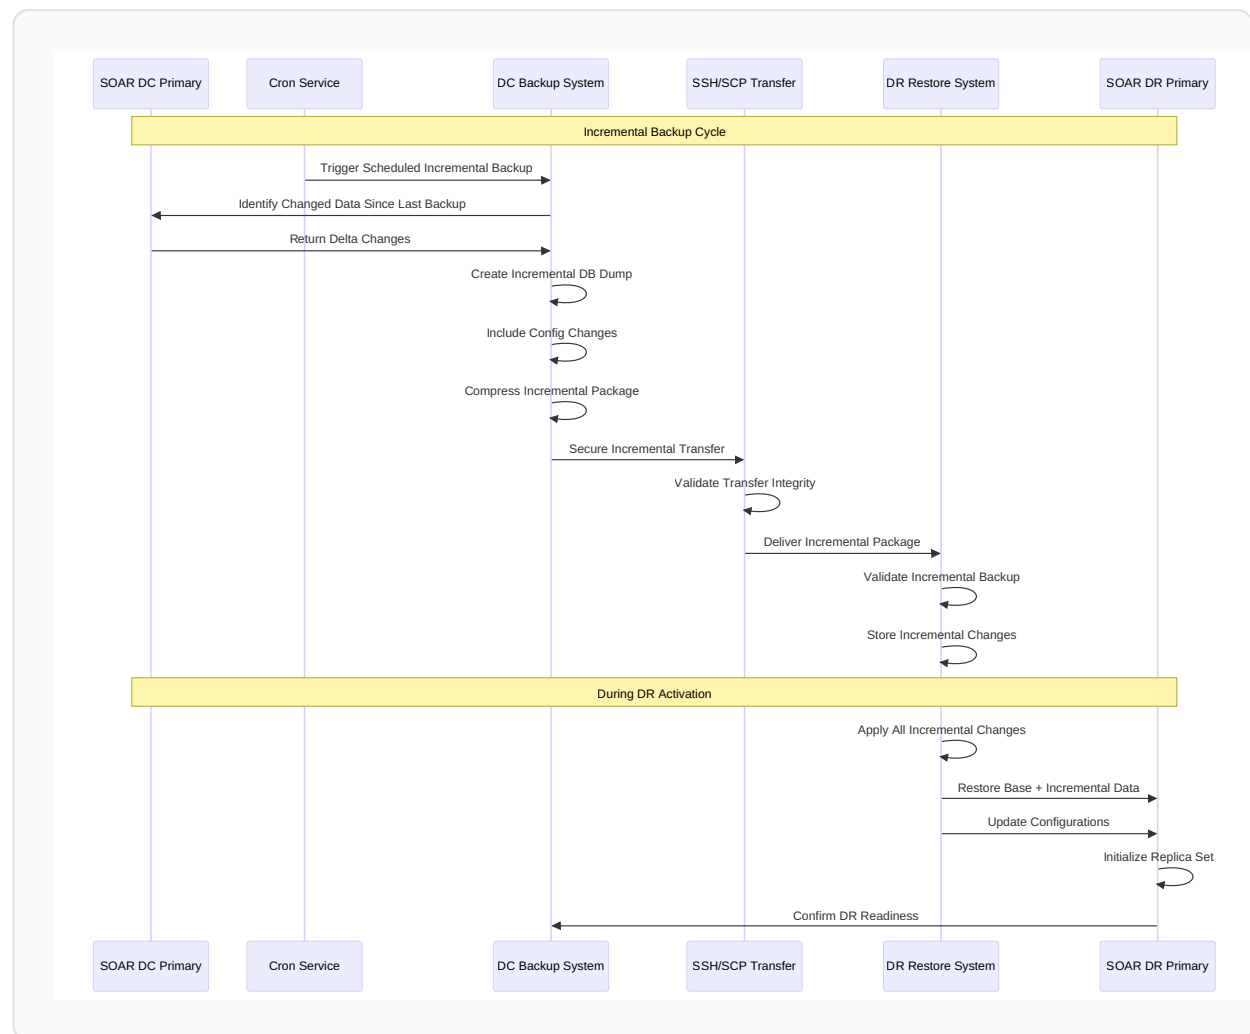 SOAR DC Primary
Cron Service
DC Backup System
SSH/SCP Transfer
DR Restore System
SOAR DR Primary
Incremental Backup Cycle
Trigger Scheduled Incremental Backup
Identify Changed Data Since Last Backup
Return Delta Changes
Create Incremental DB Dump
Include Config Changes
Compress Incremental Package
Secure Incremental Transfer
Validate Transfer Integrity
Deliver Incremental Package
Validate Incremental Backup
Store Incremental Changes
During DR Activation
Apply All Incremental Changes
Restore Base + Incremental Data
Update Configurations
Initialize Replica Set
Confirm DR Readiness
SOAR DC Primary
Cron Service
DC Backup System
SSH/SCP Transfer
DR Restore System
SOAR DR Primary